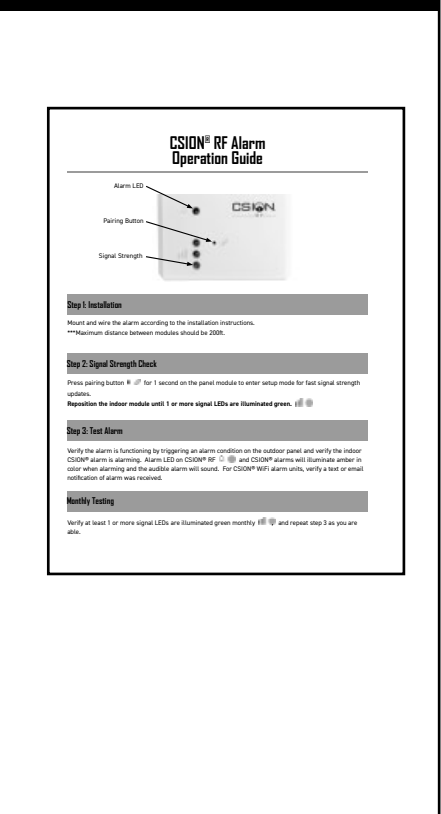 CSION® RF Alarm
Operation Guide
Alarm LED
CSION
Pairing Button
Signal Strength
Step 1: Installation
Mount and wire the alarm according to the installation instructions.
***Maximum distance between modules should be 200ft.
Step 2: Signal Strength Check
Press pairing button for 1 second on the panel module to enter setup mode for fast signal strength
updates.
Reposition the indoor module until 1 or more signal LEDs are illuminated green.
Step 3: Test Alarm
Verify the alarm is functioning by triggering an alarm condition on the outdoor panel and verify the indoor
CSION® alarm is alarming. Alarm LED on CSION® RF and CSION® alarms will illuminate amber in
color when alarming and the audible alarm will sound. For CSION® WiFi alarm units, verify a text or email
notification of alarm was received.
Monthly Testing
Verify at least 1 or more signal LEDs are illuminated green monthly and repeat step 3 as you are
able.